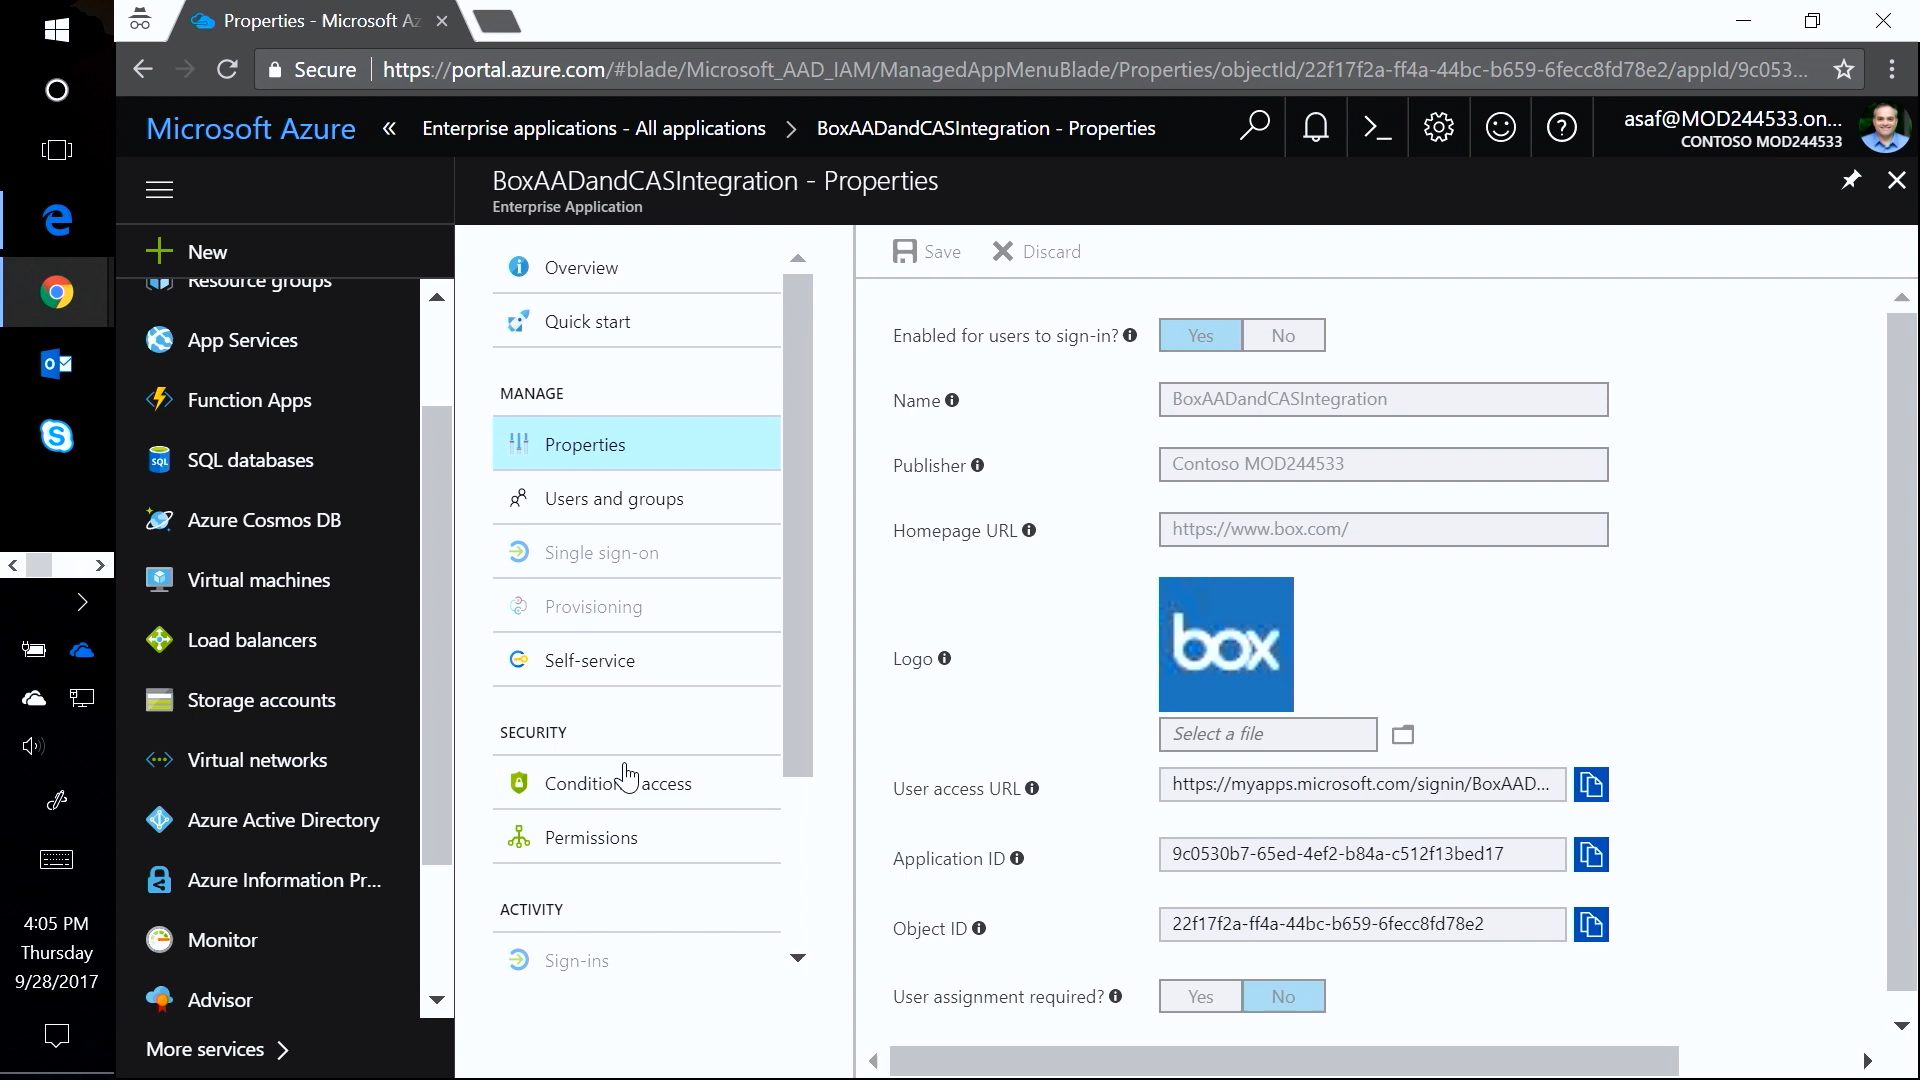 Properties - Microsoft Az
Secure
https://portal.azure.com/#blade/Microsoft_AAD_IAM/ManagedAppMenuBlade/Properties/objectId/22f17f2a-ff4a-44bc-b659-6fecc8fd78e2/appId/9c053...
Microsoft Azure
« Enterprise applications - All applications > BoxAADandCASIntegration - Properties
>_
?
asaf@MOD244533.on...
CONTOSO MOD244533
BoxAADandCASIntegration - Properties
Enterprise Application
New
Resource groups
App Services
Function Apps
SQL
SQL databases
Azure Cosmos DB
Virtual machines
Load balancers
Storage accounts
Virtual networks
Azure Active Directory
Azure Information Pr...
Monitor
Advisor
More services >
4:05 PM
Thursday
9/28/2017
Overview
Quick start
MANAGE
Properties
Users and groups
Single sign-on
Provisioning
Self-service
SECURITY
access
Permissions
ACTIVITY
Sign-ins
Save
Discard
Enabled for users to sign-in?
Yes
No
Name
BoxAADandCASIntegration
Publisher
Contoso MOD244533
Homepage URL
https://www.box.com/
Logo
box
Select a file
User access URL
https://myapps.microsoft.com/signin/BoxAAD...
Application ID
9c0530b7-65ed-4ef2-b84a-c512f13bed17
Object ID
22f17f2a-ff4a-44bc-b659-6fecc8fd78e2
User assignment required?
Yes
No